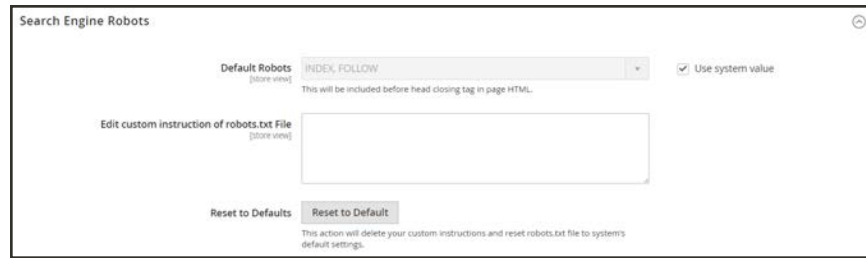 Search Engine Robots
Default Robots
[store view]
INDEX, FOLLOW
Use system value
This will be included before head closing tag in page HTML.
Edit custom instruction of robots.txt File
[store view]
Reset to Defaults
Reset to Default
This action will delete your custom instructions and reset robots.txt file to system's
default settings.